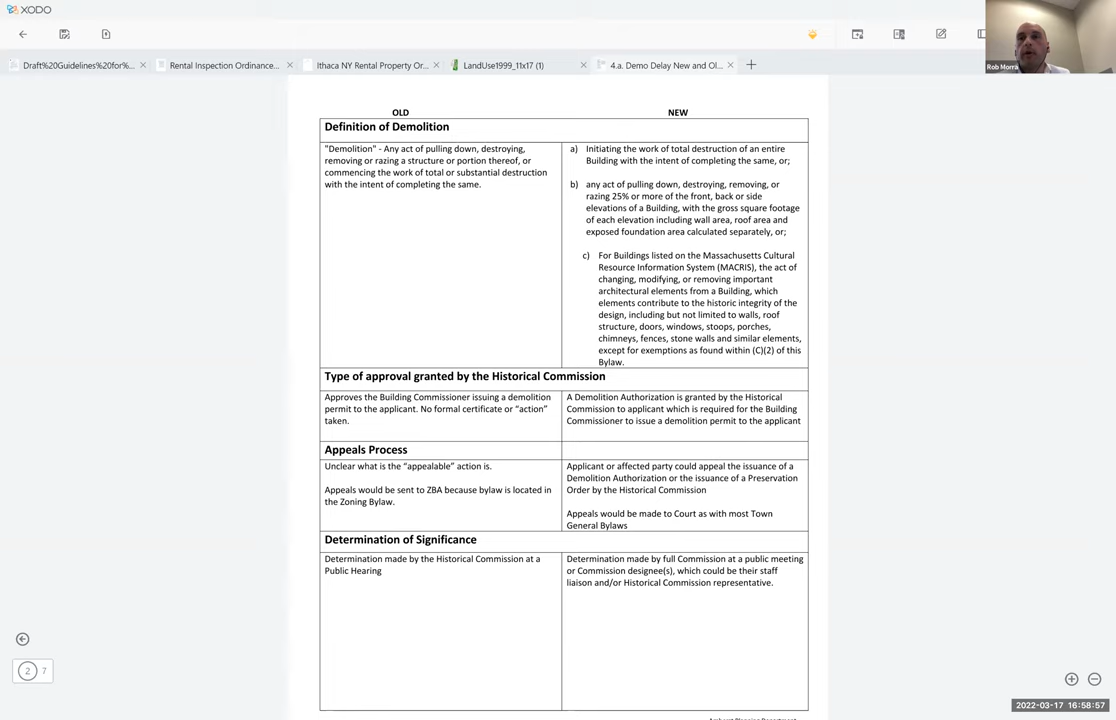 XODO
Draft%20Guidelines%20for%...
Rental Inspection Ordinance...
Ithaca NY Rental Property Or...
LandUse1999_11x17 (1)
4.a. Demo Delay New and Ol...
Rob Morra
OLD
NEW
Definition of Demolition
"Demolition" - Any act of pulling down, destroying,
removing or razing a structure or portion thereof, or
commencing the work of total or substantial destruction
with the intent of completing the same.
a) Initiating the work of total destruction of an entire
Building with the intent of completing the same, or;
b) any act of pulling down, destroying, removing, or
razing 25% or more of the front, back or side
elevations of a Building, with the gross square footage
of each elevation including wall area, roof area and
exposed foundation area calculated separately, or;
c) For Buildings listed on the Massachusetts Cultural
Resource Information System (MACRIS), the act of
changing, modifying, or removing important
architectural elements from a Building, which
elements contribute to the historic integrity of the
design, including but not limited to walls, roof
structure, doors, windows, stoops, porches,
chimneys, fences, stone walls and similar elements,
except for exemptions as found within (C)(2) of this
Bylaw.
Type of approval granted by the Historical Commission
Approves the Building Commissioner issuing a demolition
permit to the applicant. No formal certificate or “action”
taken.
A Demolition Authorization is granted by the Historical
Commission to applicant which is required for the Building
Commissioner to issue a demolition permit to the applicant
Appeals Process
Unclear what is the “appealable” action is.
Appeals would be sent to ZBA because bylaw is located in
the Zoning Bylaw.
Applicant or affected party could appeal the issuance of a
Demolition Authorization or the issuance of a Preservation
Order by the Historical Commission
Appeals would be made to Court as with most Town
General Bylaws
Determination of Significance
Determination made by the Historical Commission at a
Public Hearing
Determination made by full Commission at a public meeting
or Commission designee(s), which could be their staff
liaison and/or Historical Commission representative.
2 7
2022-03-17 16:58:57